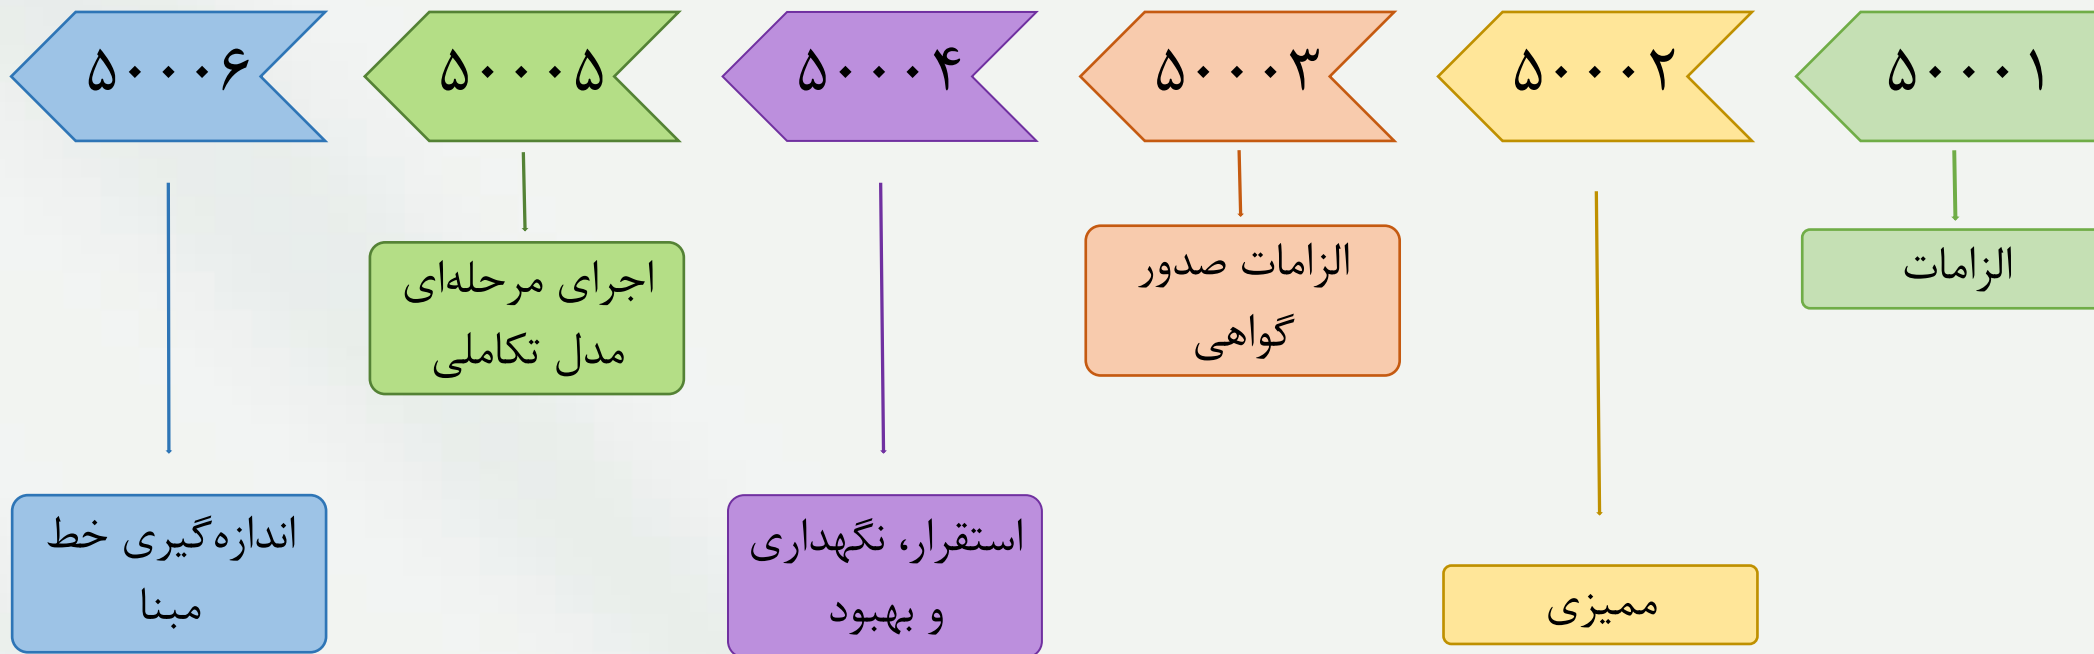 ۵۰۰۰۱
۵۰۰۰۲
۵۰۰۰۳
۵۰۰۰۴
۵۰۰۰۵
۵۰۰۰۶
الزامات
ممیزی
الزامات صدور
گواهی
استقرار، نگهداری
و بهبود
اجرای مرحله‌ای
مدل تکاملی
اندازه‌گیری خط
مبنا